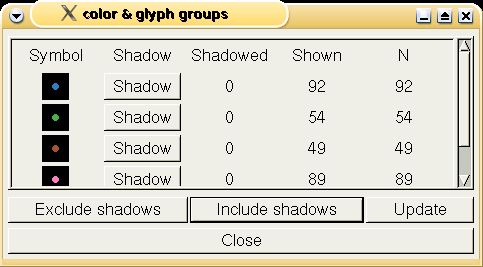 color & glyph groups
Symbol Shadow Shadowed Shown N
Shadow 0 92 92
Shadow 0 54 54
Shadow 0 49 49
Shadow 0 89 89
Exclude shadows Include shadows Update
Close